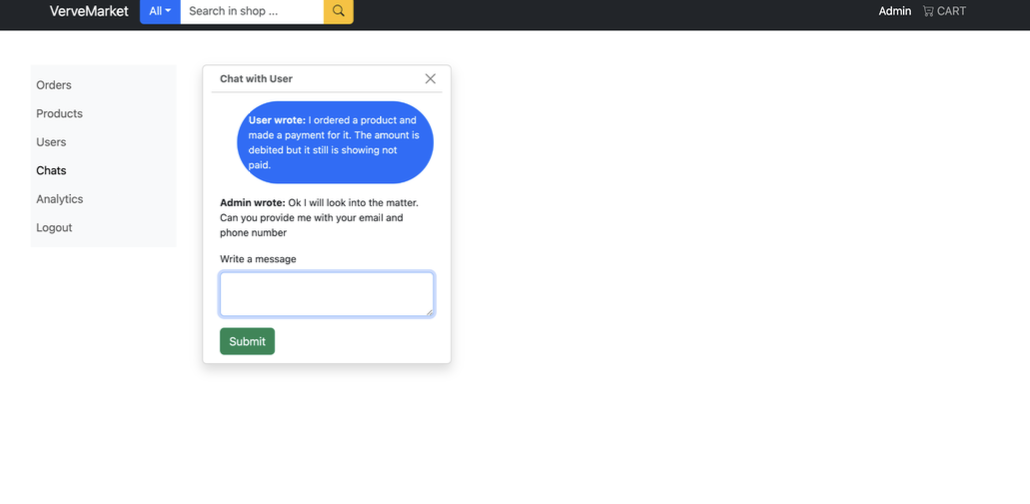 VerveMarket All Search in shop ... Admin CART
Orders
Products
Users
Chats
Analytics
Logout
Chat with User
User wrote: I ordered a product and
made a payment for it. The amount is
debited but it still is showing not
paid.
Admin wrote: Ok I will look into the matter.
Can you provide me with your email and
phone number
Write a message
Submit